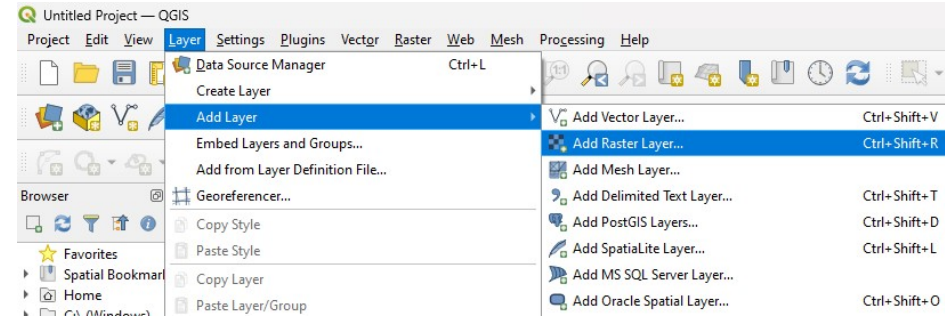 Untitled Project — QGIS
Project Edit View Layer Settings Plugins Vector Raster Web Mesh Processing Help
Data Source Manager Ctrl+L
Create Layer
Add Layer
Embed Layers and Groups...
Add from Layer Definition File...
Georeferencer...
Copy Style
Paste Style
Copy Layer
Paste Layer/Group
Add Vector Layer... Ctrl+Shift+V
Add Raster Layer... Ctrl+Shift+R
Add Mesh Layer...
Add Delimited Text Layer... Ctrl+Shift+T
Add PostGIS Layers... Ctrl+Shift+D
Add SpatiaLite Layer... Ctrl+Shift+L
Add MS SQL Server Layer...
Add Oracle Spatial Layer... Ctrl+Shift+O
Browser
Favorites
Spatial Bookmar
Home
C:\ (Windows)